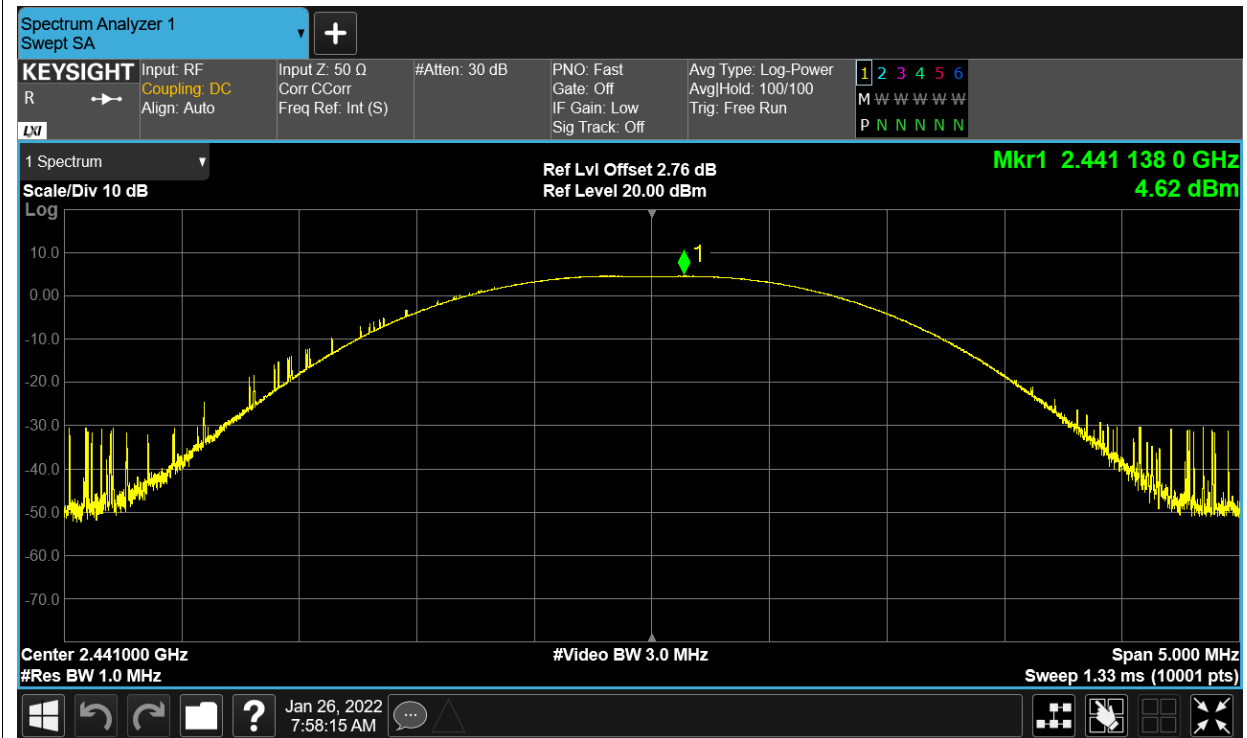 Spectrum Analyzer 1
Swept SA
KEYSIGHT
R
LXI
Input: RF
Coupling: DC
Align: Auto
Input Z: 50 Ω
Corr CCorr
Freq Ref: Int (S)
#Atten: 30 dB
PNO: Fast
Gate: Off
IF Gain: Low
Sig Track: Off
Avg Type: Log-Power
Avg|Hold: 100/100
Trig: Free Run
1 2 3 4 5 6
M W W W W W
P N N N N N
1 Spectrum
Scale/Div 10 dB
Ref Lvl Offset 2.76 dB
Ref Level 20.00 dBm
Mkr1 2.441 138 0 GHz
4.62 dBm
Log
10.0
0.00
-10.0
-20.0
-30.0
-40.0
-50.0
-60.0
-70.0
1
Center 2.441000 GHz
#Res BW 1.0 MHz
#Video BW 3.0 MHz
Span 5.000 MHz
Sweep 1.33 ms (10001 pts)
?
Jan 26, 2022
7:58:15 AM